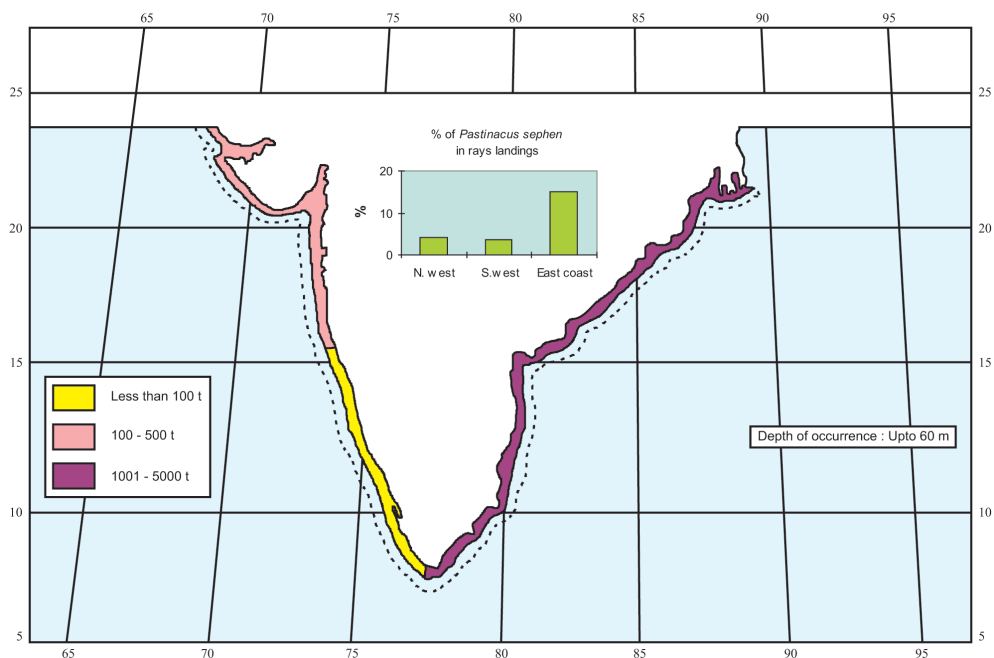 65 70 75 80 85 90 95
25 25
% of Pastinacus sephen
in rays landings
20
%
10
0
N. west S.west East coast
20 20
15 15
Less than 100 t
100 - 500 t
1001 - 5000 t
Depth of occurrence : Upto 60 m
10 10
5 5
65 70 75 80 85 90 95